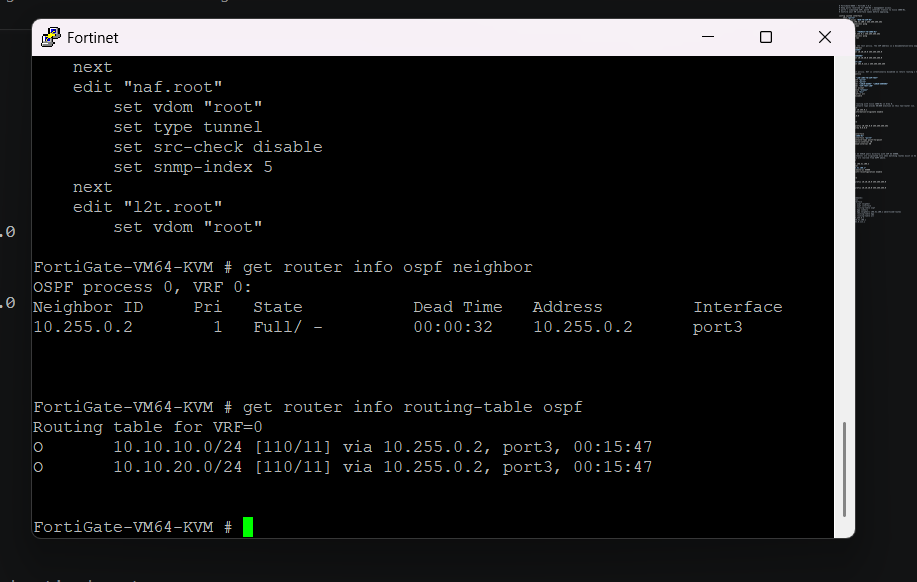 Fortinet
next
edit "naf.root"
set vdom "root"
set type tunnel
set src-check disable
set snmp-index 5
next
edit "l2t.root"
set vdom "root"
.0
FortiGate-VM64-KVM # get router info ospf neighbor
OSPF process 0, VRF 0:
Neighbor ID Pri State Dead Time Address Interface
.0
10.255.0.2 1 Full/ - 00:00:32 10.255.0.2 port3
FortiGate-VM64-KVM # get router info routing-table ospf
Routing table for VRF=0
O 10.10.10.0/24 [110/11] via 10.255.0.2, port3, 00:15:47
O 10.10.20.0/24 [110/11] via 10.255.0.2, port3, 00:15:47
FortiGate-VM64-KVM #